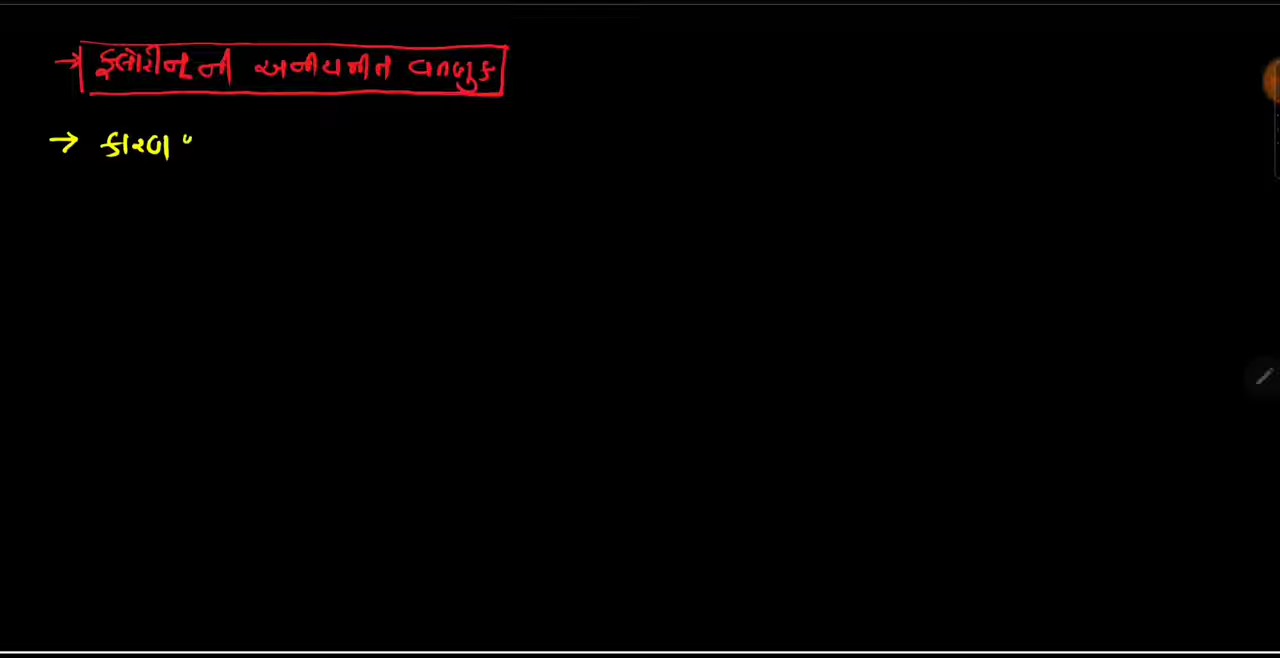 → ફ્લોરીનની અનીયમીત વર્તણુક
→ કારણ :